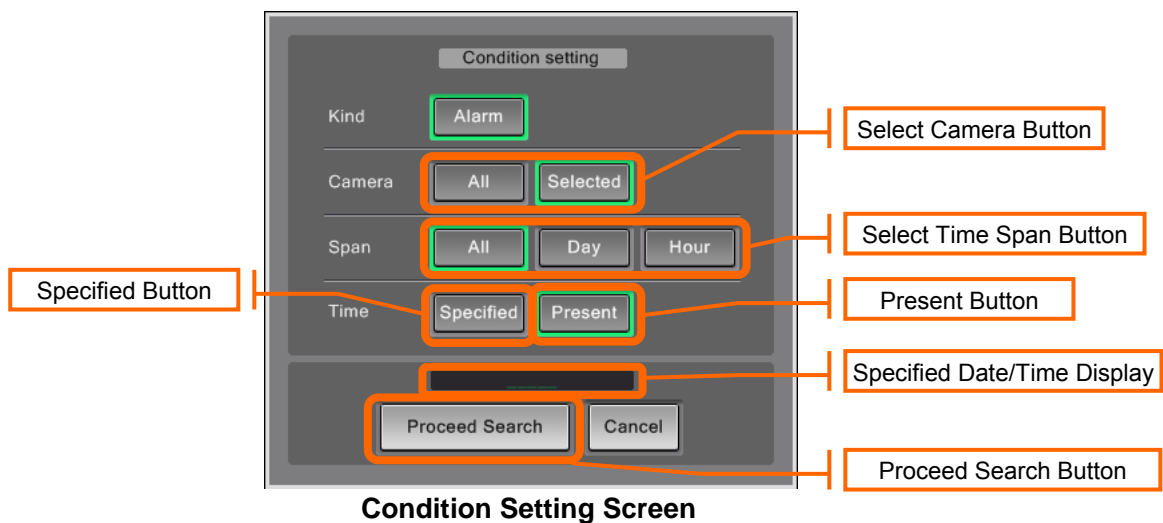 Condition setting
Kind Alarm
Select Camera Button
Camera All Selected
Select Time Span Button
Span All Day Hour
Specified Button
Time Specified Present
Present Button
Specified Date/Time Display
_____
Proceed Search Cancel
Proceed Search Button
Condition Setting Screen